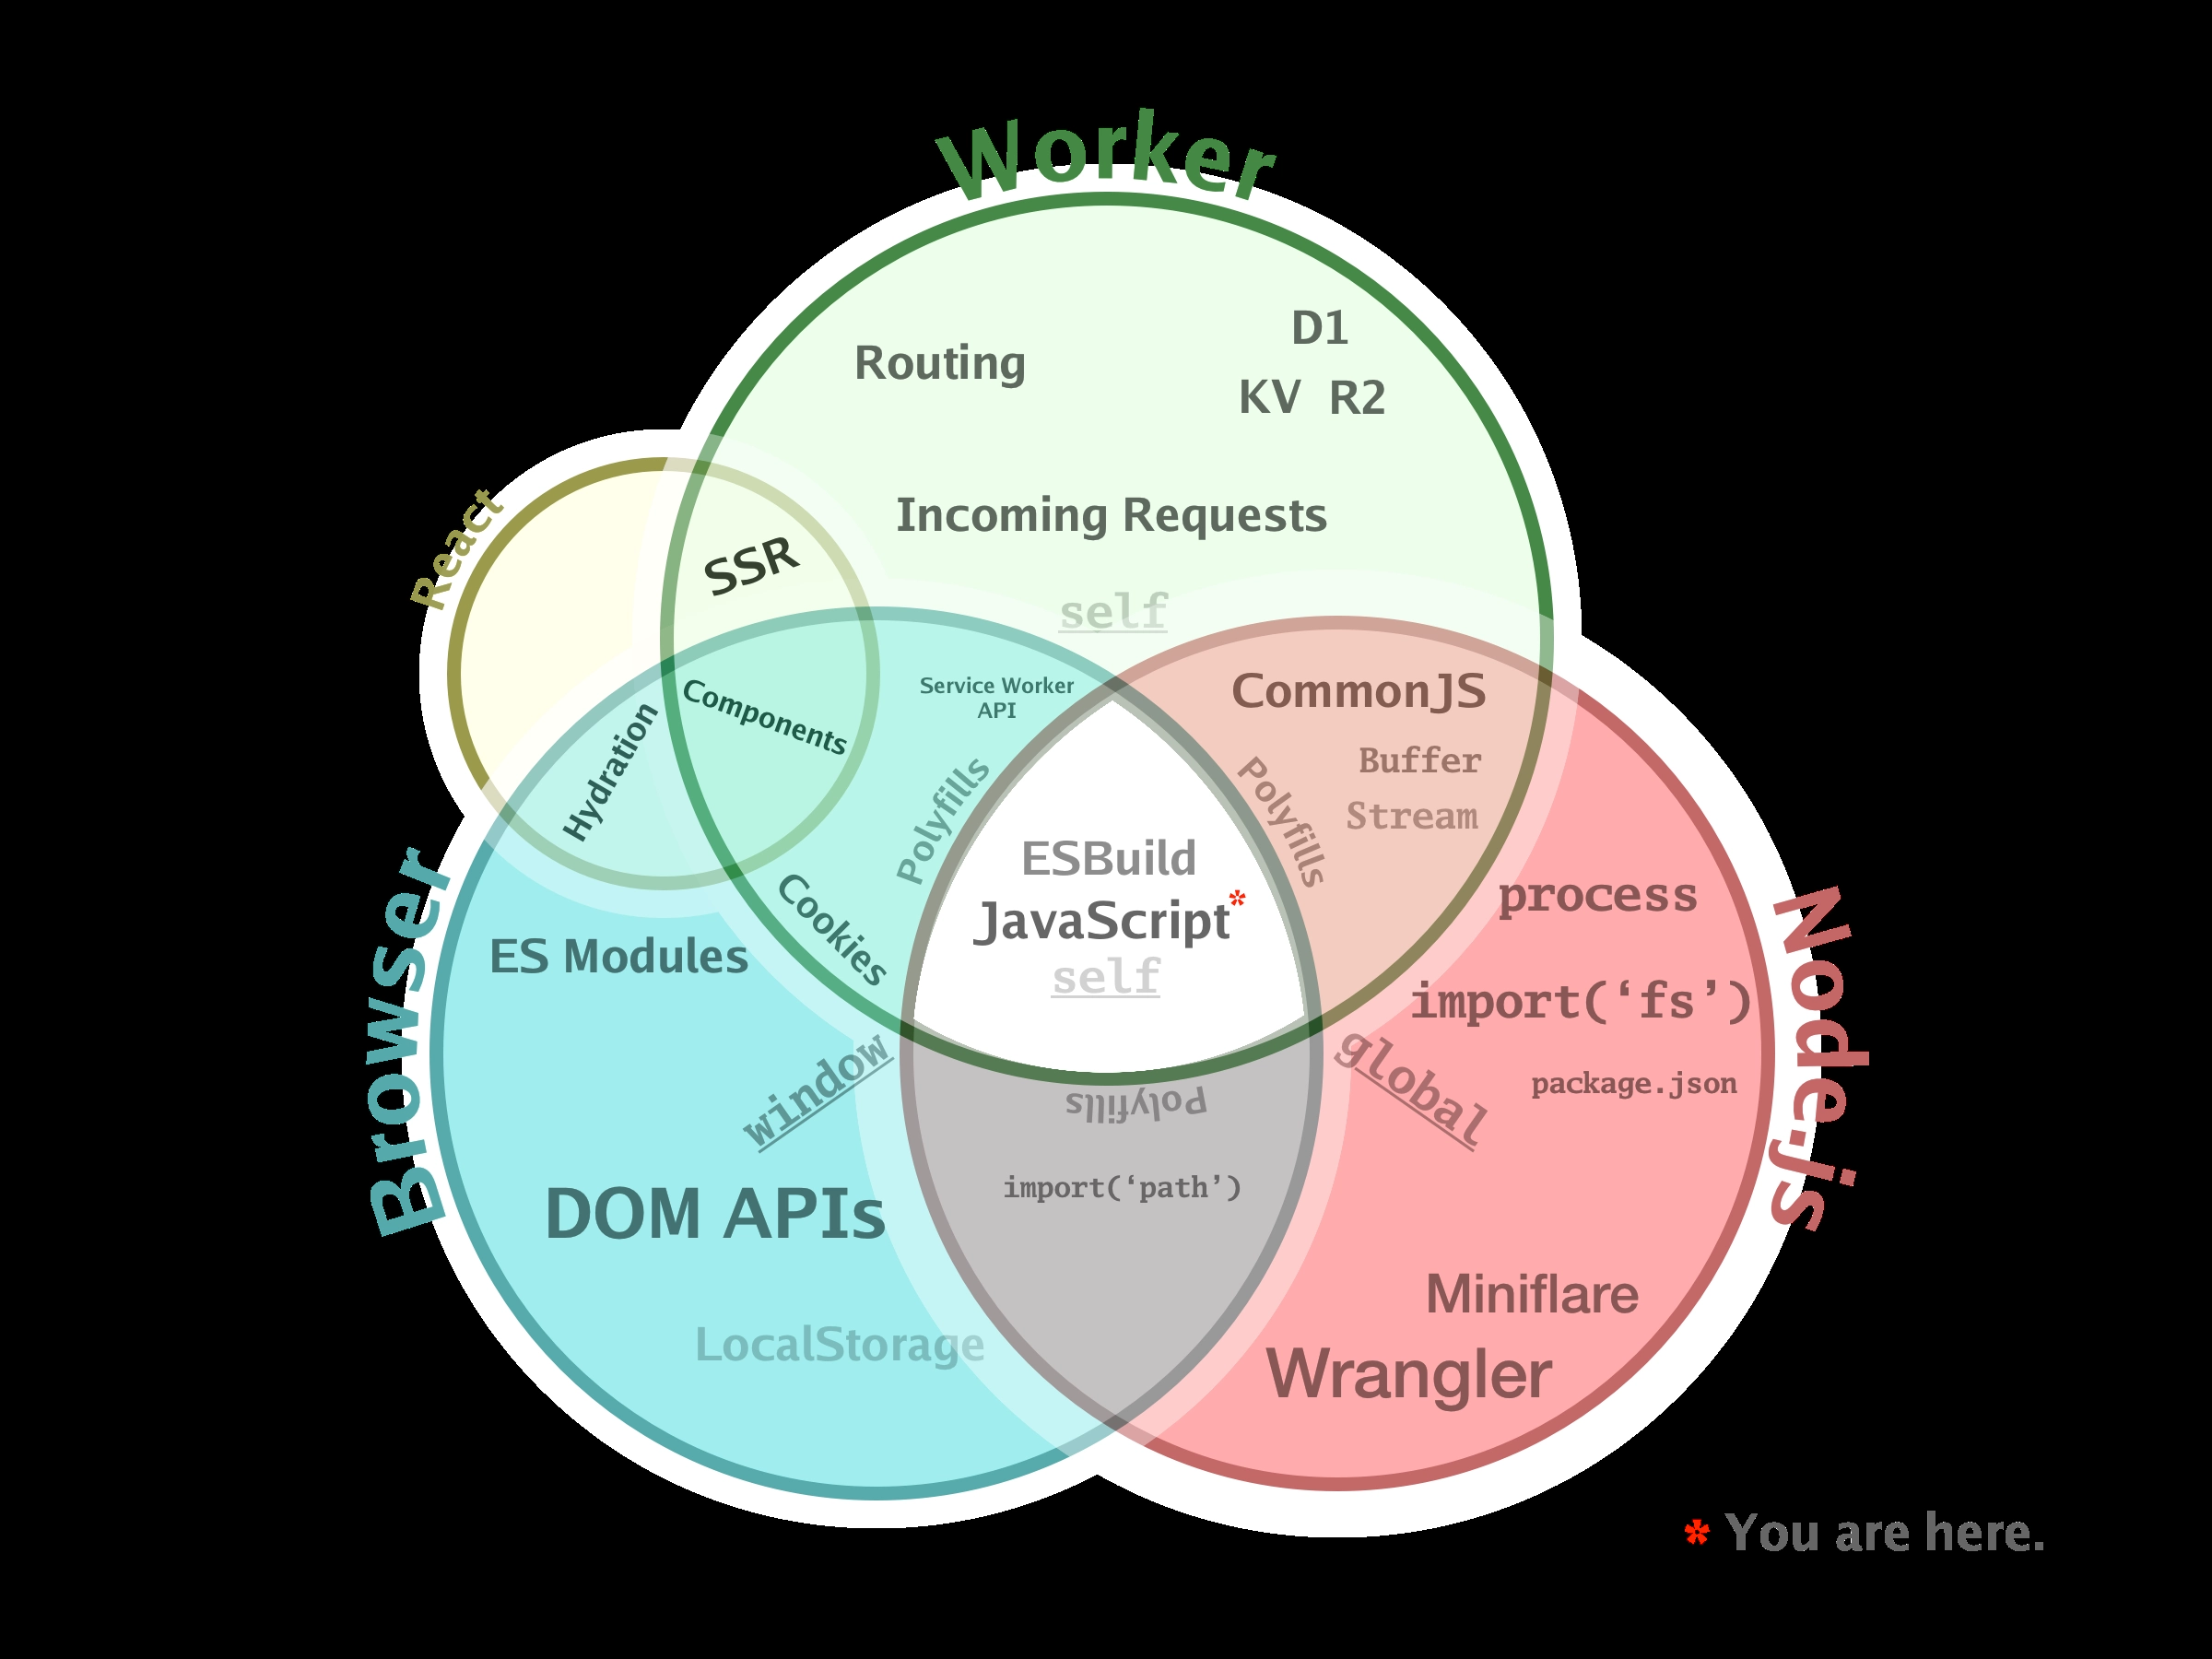 Worker
Routing
D1
KV R2
Incoming Requests
self
React
SSR
Components
Hydration
Service Worker
API
Polyfills
Cookies
CommonJS
Buffer
Stream
Polyfills
ESBuild
JavaScript*
self
Browser
ES Modules
window
DOM APIs
LocalStorage
Polyfills
import(‘path’)
Node.js
process
import(‘fs’)
global
package.json
Miniflare
Wrangler
* You are here.